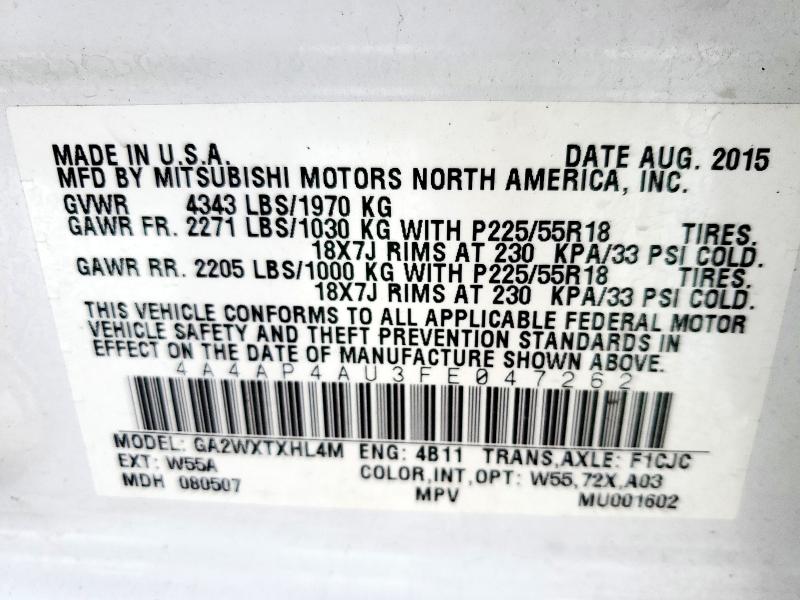 MADE IN U.S.A. DATE AUG. 2015
MFD BY MITSUBISHI MOTORS NORTH AMERICA, INC.
GVWR 4343 LBS/1970 KG
GAWR FR. 2271 LBS/1030 KG WITH P225/55R18 TIRES.
18X7J RIMS AT 230 KPA/33 PSI COLD.
GAWR RR. 2205 LBS/1000 KG WITH P225/55R18 TIRES.
18X7J RIMS AT 230 KPA/33 PSI COLD.
THIS VEHICLE CONFORMS TO ALL APPLICABLE FEDERAL MOTOR
VEHICLE SAFETY AND THEFT PREVENTION STANDARDS IN
EFFECT ON THE DATE OF MANUFACTURE SHOWN ABOVE.
4A4AP4AU3FE047262
MODEL: GA2WXTXHL4M ENG: 4B11 TRANS,AXLE: F1CJC
EXT: W55A COLOR,INT,OPT: W55,72X,A03
MDH 080507 MPV MU001602